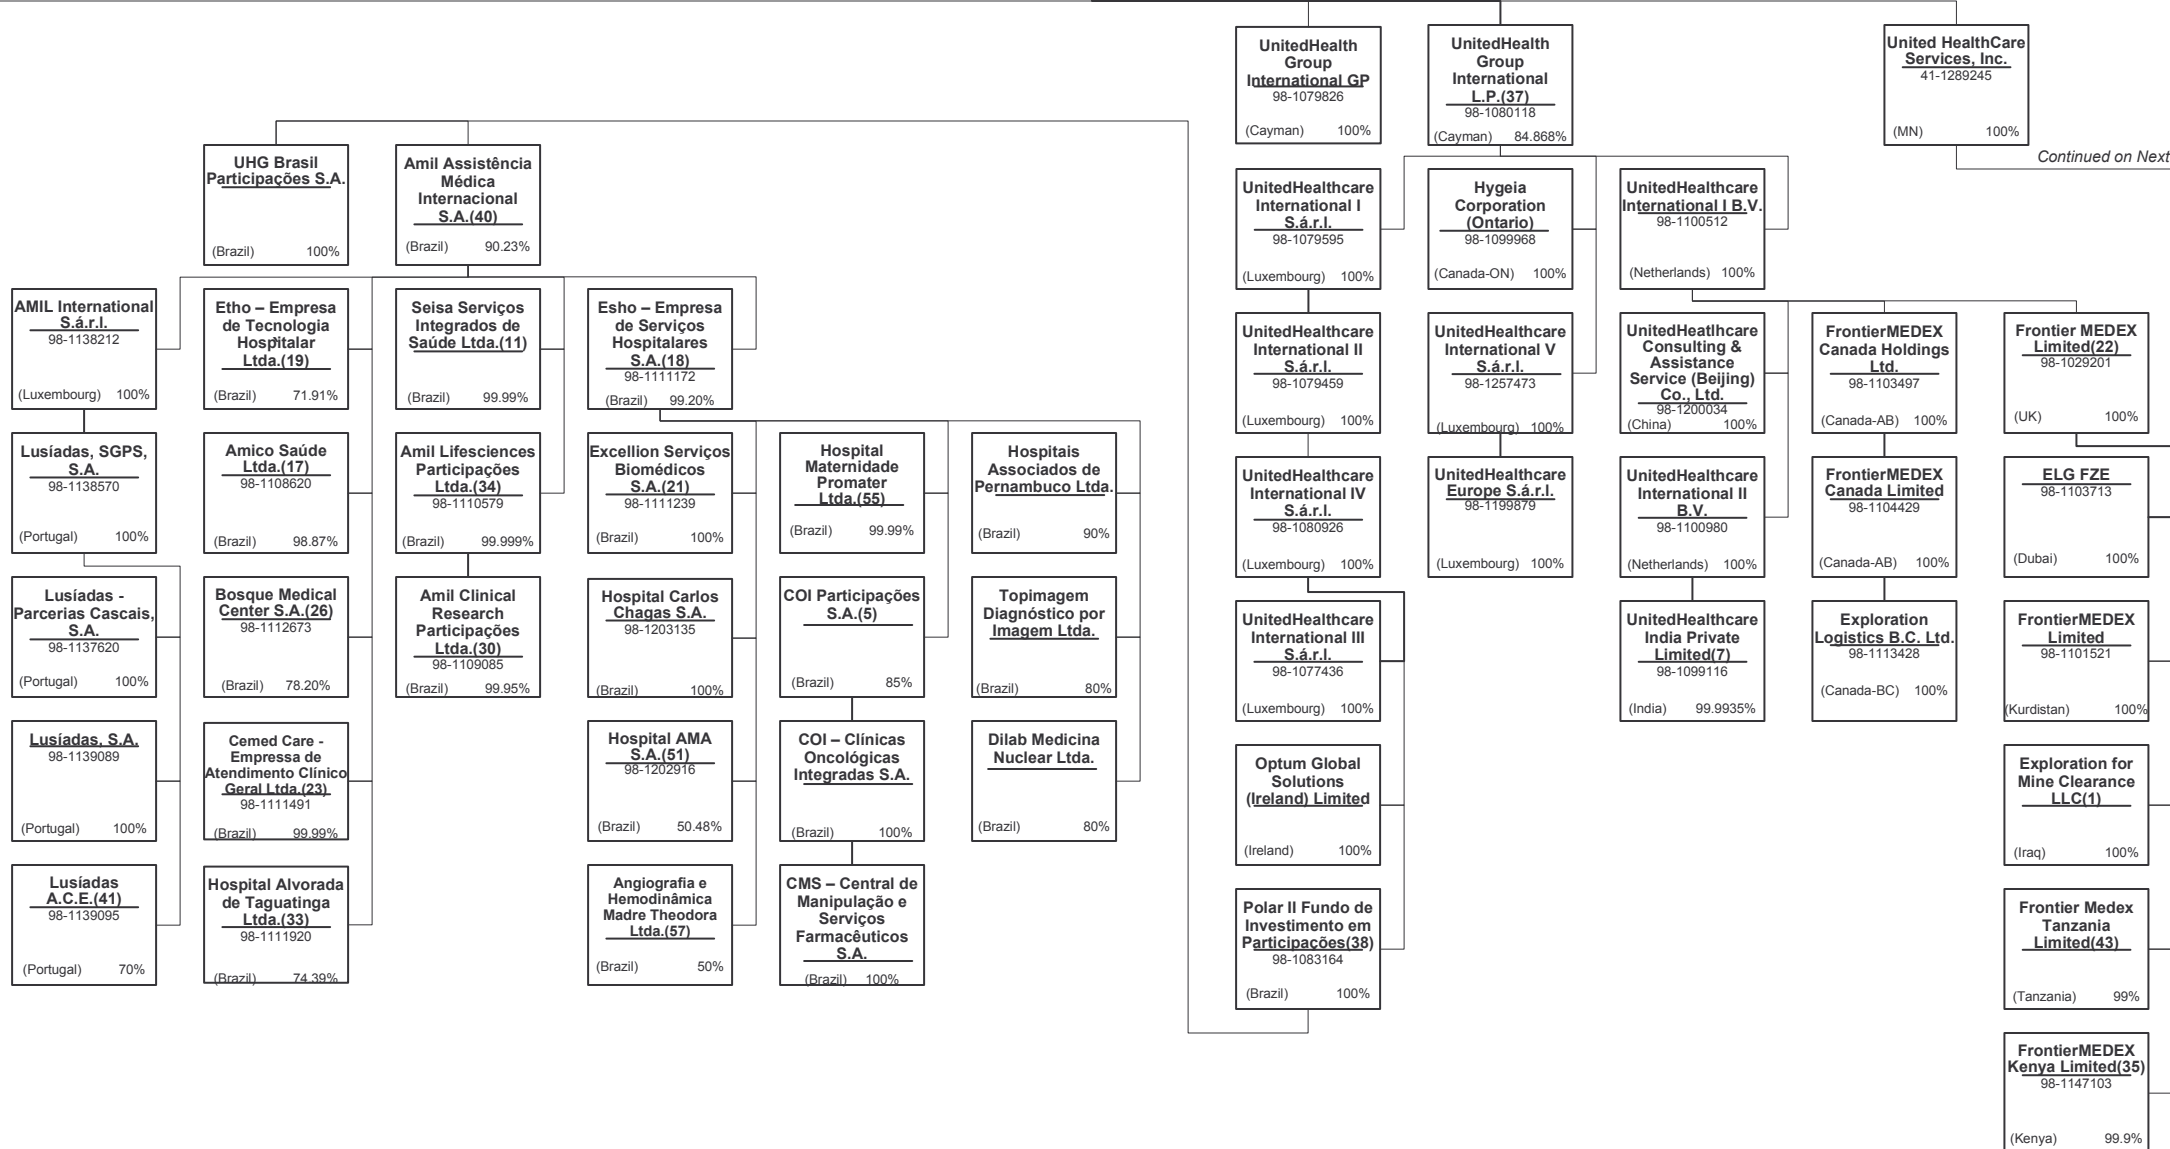 UnitedHealth
Group
International GP
98-1079826
(Cayman) 100%
UnitedHealth
Group
International
L.P.(37)
98-1080118
(Cayman) 84.868%
United HealthCare
Services, Inc.
41-1289245
(MN) 100%
Continued on Next
UHG Brasil
Participações S.A.
(Brazil) 100%
Amil Assistência
Médica
Internacional
S.A.(40)
(Brazil) 90.23%
UnitedHealthcare
International I
S.á.r.l.
98-1079595
(Luxembourg) 100%
Hygeia
Corporation
(Ontario)
98-1099968
(Canada-ON) 100%
UnitedHealthcare
International I B.V.
98-1100512
(Netherlands) 100%
AMIL International
S.á.r.l.
98-1138212
(Luxembourg) 100%
Etho – Empresa
de Tecnologia
Hospitalar
Ltda.(19)
(Brazil) 71.91%
Seisa Serviços
Integrados de
Saúde Ltda.(11)
(Brazil) 99.99%
Esho – Empresa
de Serviços
Hospitalares
S.A.(18)
98-1111172
(Brazil) 99.20%
UnitedHealthcare
International II
S.á.r.l.
98-1079459
(Luxembourg) 100%
UnitedHealthcare
International V
S.á.r.l.
98-1257473
(Luxembourg) 100%
UnitedHeatlhcare
Consulting &
Assistance
Service (Beijing)
Co., Ltd.
98-1200034
(China) 100%
FrontierMEDEX
Canada Holdings
Ltd.
98-1103497
(Canada-AB) 100%
Frontier MEDEX
Limited(22)
98-1029201
(UK) 100%
Lusíadas, SGPS,
S.A.
98-1138570
(Portugal) 100%
Amico Saúde
Ltda.(17)
98-1108620
(Brazil) 98.87%
Amil Lifesciences
Participações
Ltda.(34)
98-1110579
(Brazil) 99.999%
Excellion Serviços
Biomédicos
S.A.(21)
98-1111239
(Brazil) 100%
Hospital
Maternidade
Promater
Ltda.(55)
(Brazil) 99.99%
Hospitais
Associados de
Pernambuco Ltda.
(Brazil) 90%
UnitedHealthcare
International IV
S.á.r.l.
98-1080926
(Luxembourg) 100%
UnitedHealthcare
Europe S.á.r.l.
98-1199879
(Luxembourg) 100%
UnitedHealthcare
International II
B.V.
98-1100980
(Netherlands) 100%
FrontierMEDEX
Canada Limited
98-1104429
(Canada-AB) 100%
ELG FZE
98-1103713
(Dubai) 100%
Lusíadas -
Parcerias Cascais,
S.A.
98-1137620
(Portugal) 100%
Bosque Medical
Center S.A.(26)
98-1112673
(Brazil) 78.20%
Amil Clinical
Research
Participações
Ltda.(30)
98-1109085
(Brazil) 99.95%
Hospital Carlos
Chagas S.A.
98-1203135
(Brazil) 100%
COI Participações
S.A.(5)
(Brazil) 85%
Topimagem
Diagnóstico por
Imagem Ltda.
(Brazil) 80%
UnitedHealthcare
International III
S.á.r.l.
98-1077436
(Luxembourg) 100%
UnitedHealthcare
India Private
Limited(7)
98-1099116
(India) 99.9935%
Exploration
Logistics B.C. Ltd.
98-1113428
(Canada-BC) 100%
FrontierMEDEX
Limited
98-1101521
(Kurdistan) 100%
Lusíadas, S.A.
98-1139089
(Portugal) 100%
Cemed Care -
Empressa de
Atendimento Clínico
Geral Ltda.(23)
98-1111491
(Brazil) 99.99%
Hospital AMA
S.A.(51)
98-1202916
(Brazil) 50.48%
COI – Clínicas
Oncológicas
Integradas S.A.
(Brazil) 100%
Dilab Medicina
Nuclear Ltda.
(Brazil) 80%
Optum Global
Solutions
(Ireland) Limited
(Ireland) 100%
Exploration for
Mine Clearance
LLC(1)
(Iraq) 100%
Lusíadas
A.C.E.(41)
98-1139095
(Portugal) 70%
Hospital Alvorada
de Taguatinga
Ltda.(33)
98-1111920
(Brazil) 74.39%
Angiografia e
Hemodinâmica
Madre Theodora
Ltda.(57)
(Brazil) 50%
CMS – Central de
Manipulação e
Serviços
Farmacêuticos
S.A.
(Brazil) 100%
Polar II Fundo de
Investimento em
Participações(38)
98-1083164
(Brazil) 100%
Frontier Medex
Tanzania
Limited(43)
(Tanzania) 99%
FrontierMEDEX
Kenya Limited(35)
98-1147103
(Kenya) 99.9%